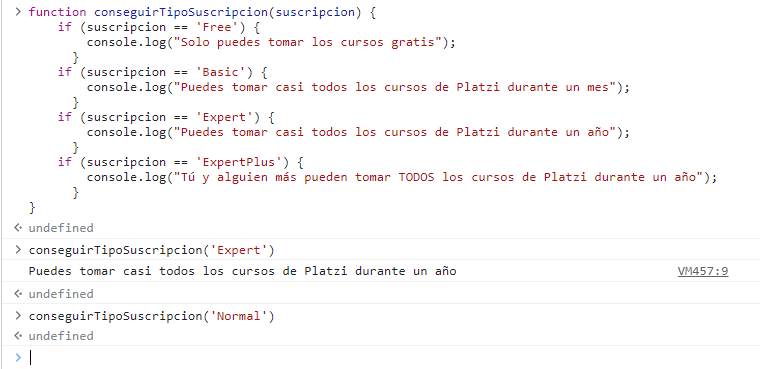 > function conseguirTipoSuscripcion(suscripcion) {
if (suscripcion == 'Free') {
console.log("Solo puedes tomar los cursos gratis");
}
if (suscripcion == 'Basic') {
console.log("Puedes tomar casi todos los cursos de Platzi durante un mes");
}
if (suscripcion == 'Expert') {
console.log("Puedes tomar casi todos los cursos de Platzi durante un año");
}
if (suscripcion == 'ExpertPlus') {
console.log("Tú y alguien más pueden tomar TODOS los cursos de Platzi durante un año");
}
}
undefined
> conseguirTipoSuscripcion('Expert')
Puedes tomar casi todos los cursos de Platzi durante un año VM457:9
undefined
> conseguirTipoSuscripcion('Normal')
undefined
>